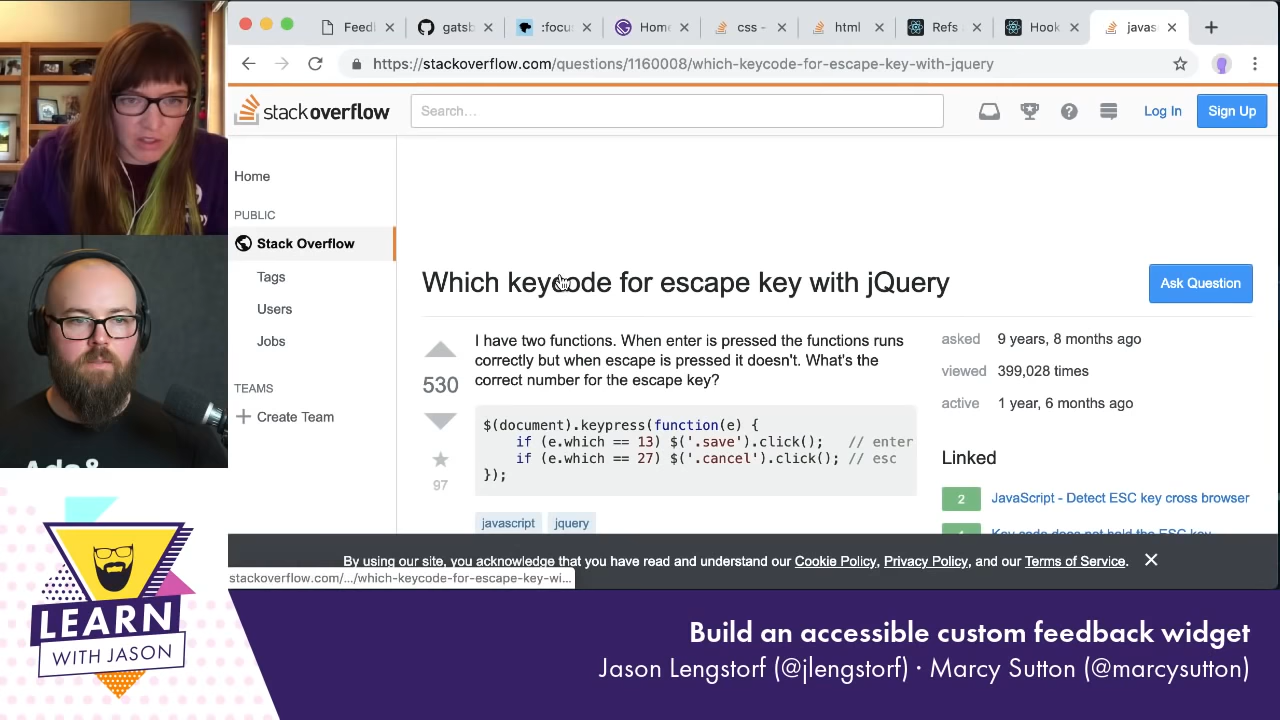 Feedl
gatsb
:focus
Home
css -
html
Refs
Hook
javas
https://stackoverflow.com/questions/1160008/which-keycode-for-escape-key-with-jquery
stackoverflow
Search...
Log In
Sign Up
Home
PUBLIC
Stack Overflow
Tags
Users
Jobs
TEAMS
Create Team
Which keycode for escape key with jQuery
Ask Question
530
97
I have two functions. When enter is pressed the functions runs
correctly but when escape is pressed it doesn't. What's the
correct number for the escape key?
$(document).keypress(function(e) {
if (e.which == 13) $('.save').click(); // enter
if (e.which == 27) $('.cancel').click(); // esc
});
javascript jquery
asked 9 years, 8 months ago
viewed 399,028 times
active 1 year, 6 months ago
Linked
2 JavaScript - Detect ESC key cross browser
By using our site, you acknowledge that you have read and understand our Cookie Policy, Privacy Policy, and our Terms of Service.
stackoverflow.com/.../which-keycode-for-escape-key-wi...
LEARN
WITH JASON
Build an accessible custom feedback widget
Jason Lengstorf (@jlengstorf) · Marcy Sutton (@marcysutton)